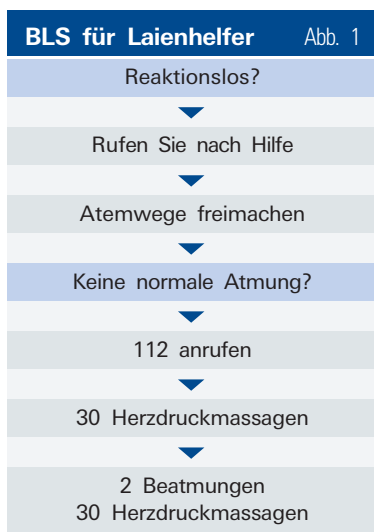 BLS für Laienhelfer Abb. 1
Reaktionslos?
Rufen Sie nach Hilfe
Atemwege freimachen
Keine normale Atmung?
112 anrufen
30 Herzdruckmassagen
2 Beatmungen
30 Herzdruckmassagen